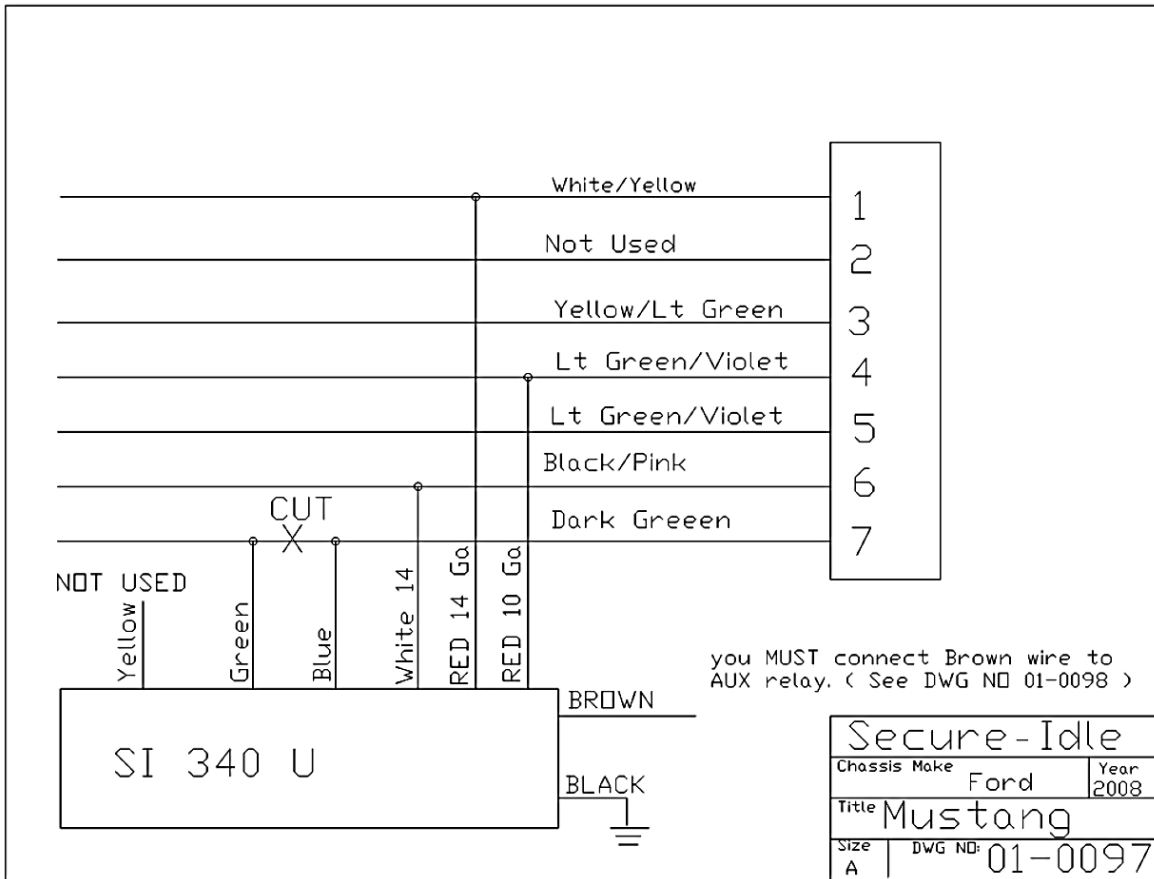 White/Yellow
1
Not Used
2
Yellow/Lt Green
3
Lt Green/Violet
4
Lt Green/Violet
5
Black/Pink
6
CUT
X
Dark Greeen
7
NOT USED
Yellow
Green
Blue
White 14
RED 14 Ga
RED 10 Ga
SI 340 U
BROWN
BLACK
you MUST connect Brown wire to
AUX relay. ( See DWG NO 01-0098 )
Secure-Idle
Chassis Make Ford
Year 2008
Title Mustang
Size A
DWG NO: 01-0097